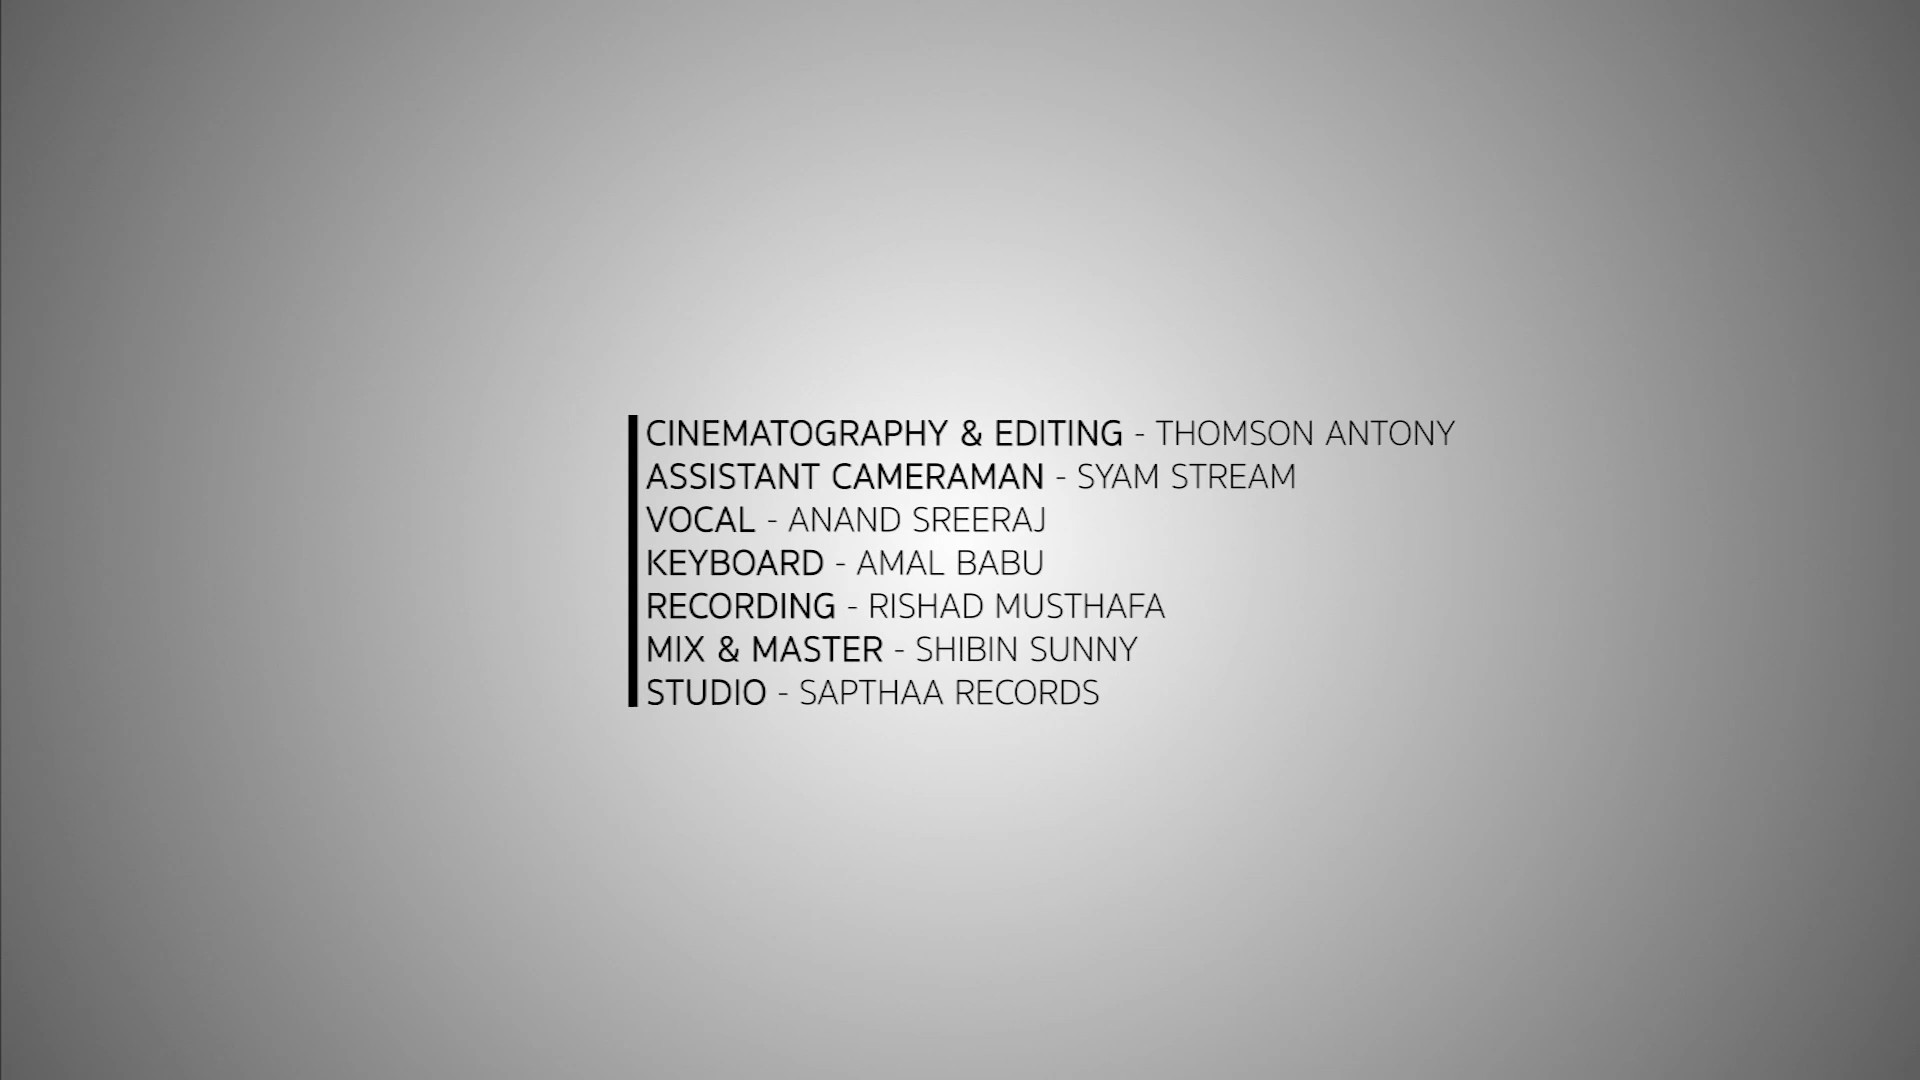 CINEMATOGRAPHY & EDITING - THOMSON ANTONY
ASSISTANT CAMERAMAN - SYAM STREAM
VOCAL - ANAND SREERAJ
KEYBOARD - AMAL BABU
RECORDING - RISHAD MUSTHAFA
MIX & MASTER - SHIBIN SUNNY
STUDIO - SAPTHAA RECORDS